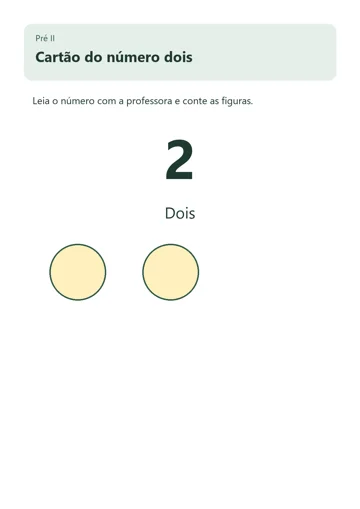 Pré II
Cartão do número dois
Leia o número com a professora e conte as figuras.
2
Dois